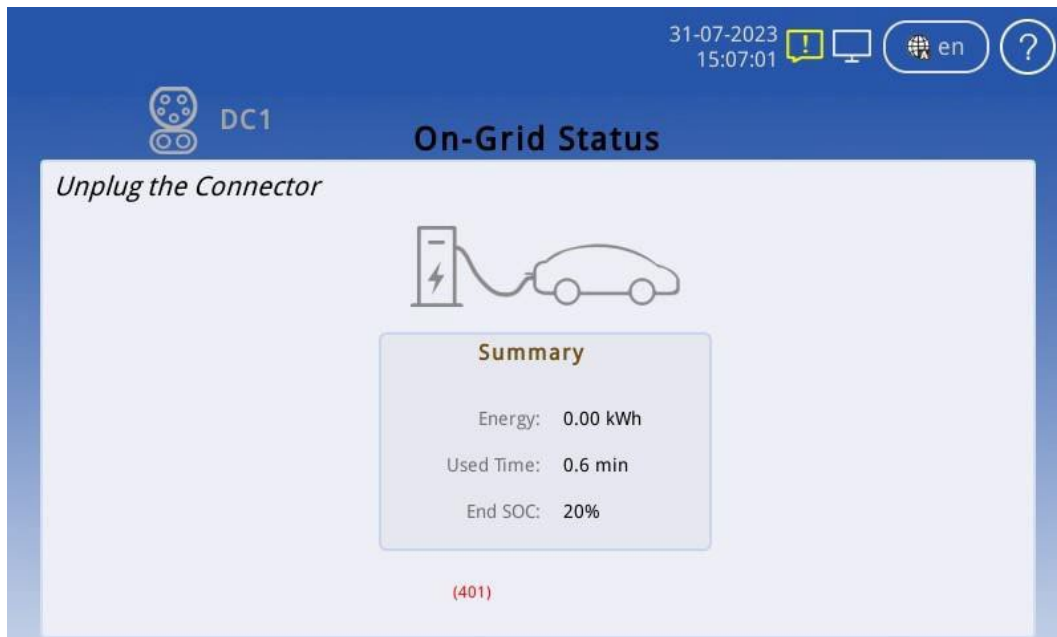 31-07-2023
15:07:01
!
en
?
DC1
On-Grid Status
Unplug the Connector
Summary
Energy: 0.00 kWh
Used Time: 0.6 min
End SOC: 20%
(401)